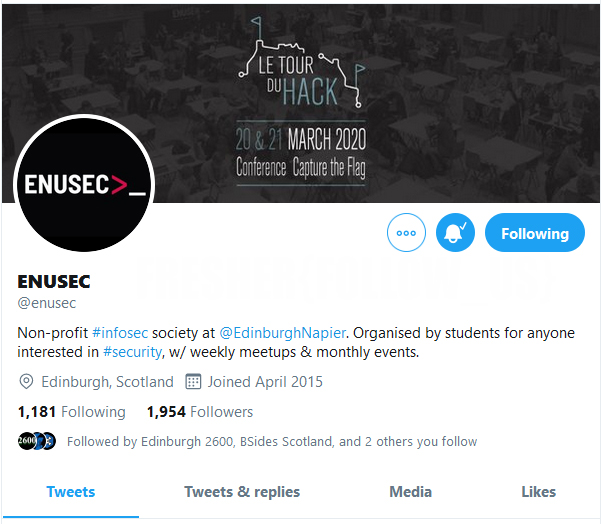 LE TOUR
DU HACK
20 & 21 MARCH 2020
Conference Capture the Flag
ENUSEC>_
Following
ENUSEC
@enusec
Non-profit #infosec society at @EdinburghNapier. Organised by students for anyone
interested in #security, w/ weekly meetups & monthly events.
Edinburgh, Scotland Joined April 2015
1,181 Following 1,954 Followers
2600 Followed by Edinburgh 2600, BSides Scotland, and 2 others you follow
Tweets Tweets & replies Media Likes